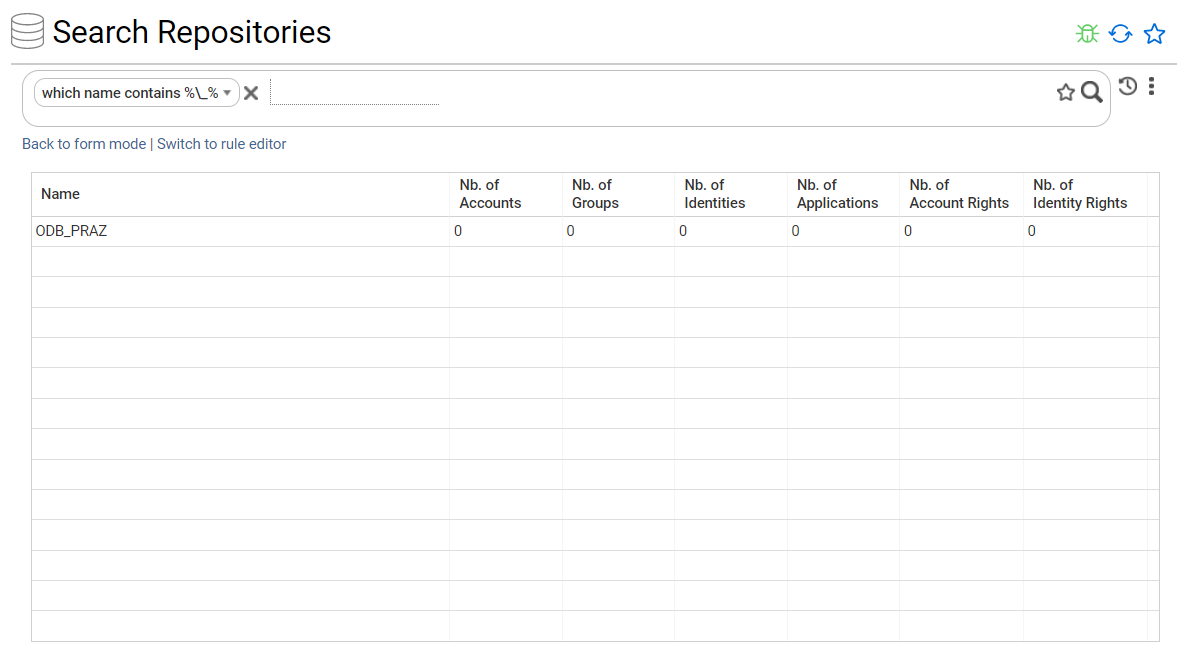 Search Repositories
which name contains %\_%
Back to form mode | Switch to rule editor
Name
Nb. of
Accounts
Nb. of
Groups
Nb. of
Identities
Nb. of
Applications
Nb. of
Account Rights
Nb. of
Identity Rights
ODB_PRAZ 0 0 0 0 0 0